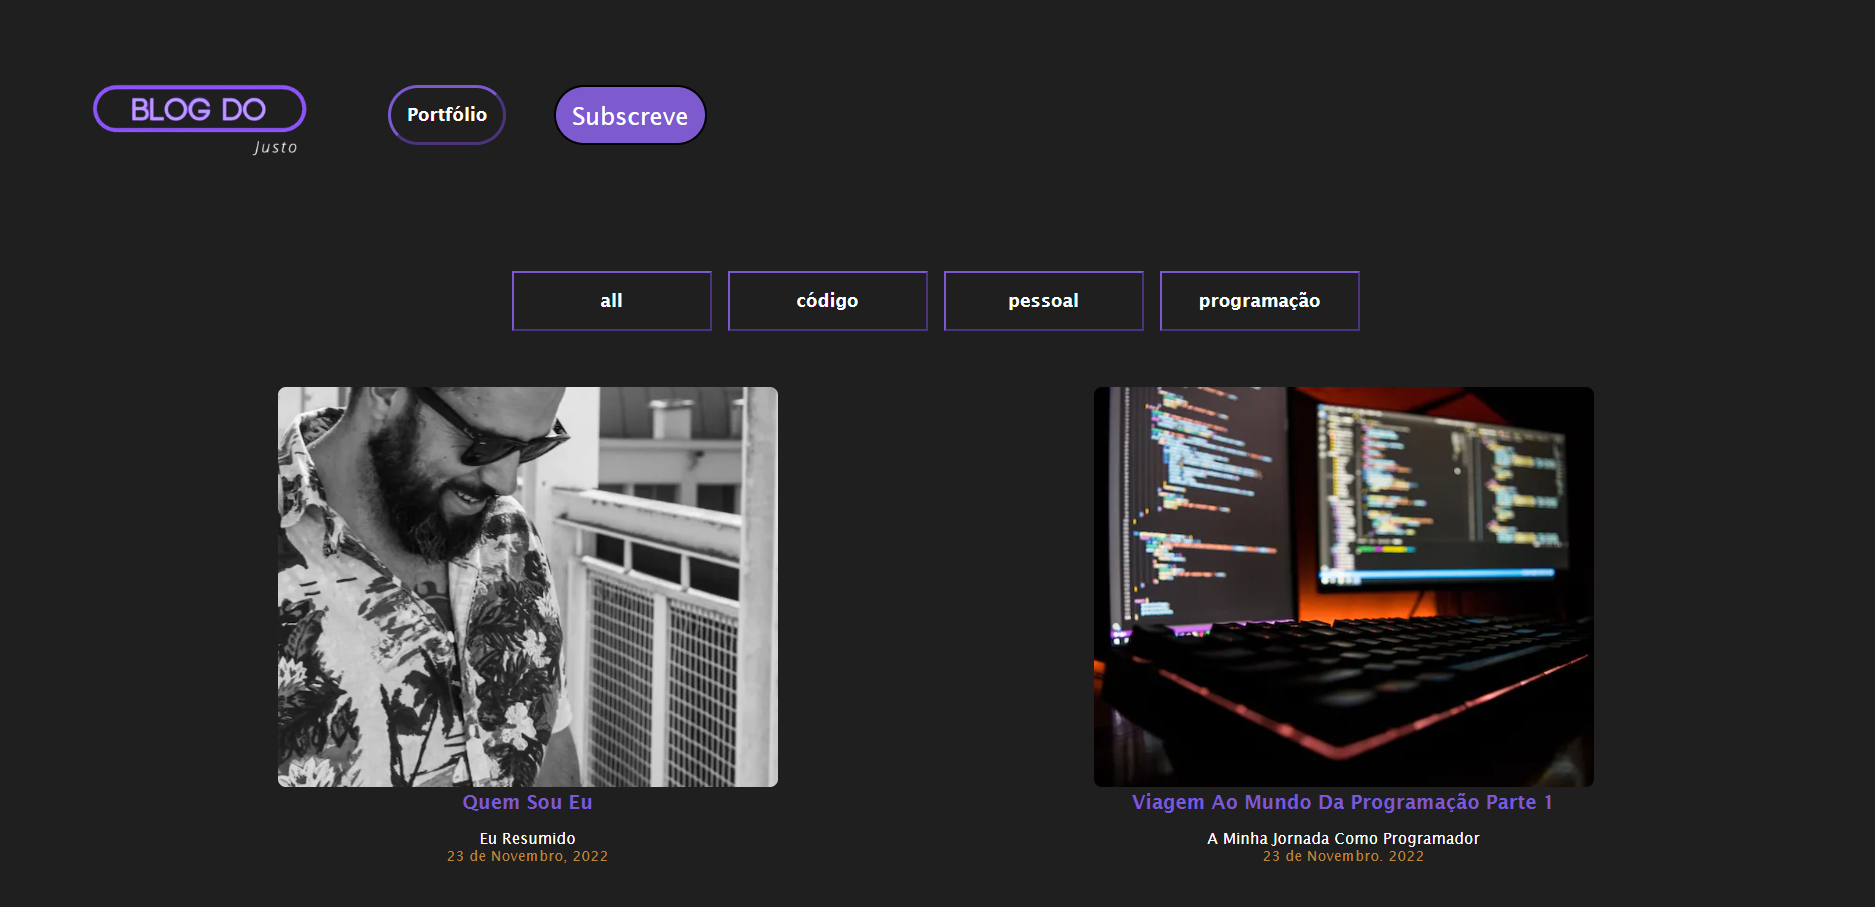 BLOG DO
Justo
Portfólio
Subscreve
all
código
pessoal
programação
Quem Sou Eu
Eu Resumido
23 de Novembro, 2022
Viagem Ao Mundo Da Programação Parte 1
A Minha Jornada Como Programador
23 de Novembro. 2022